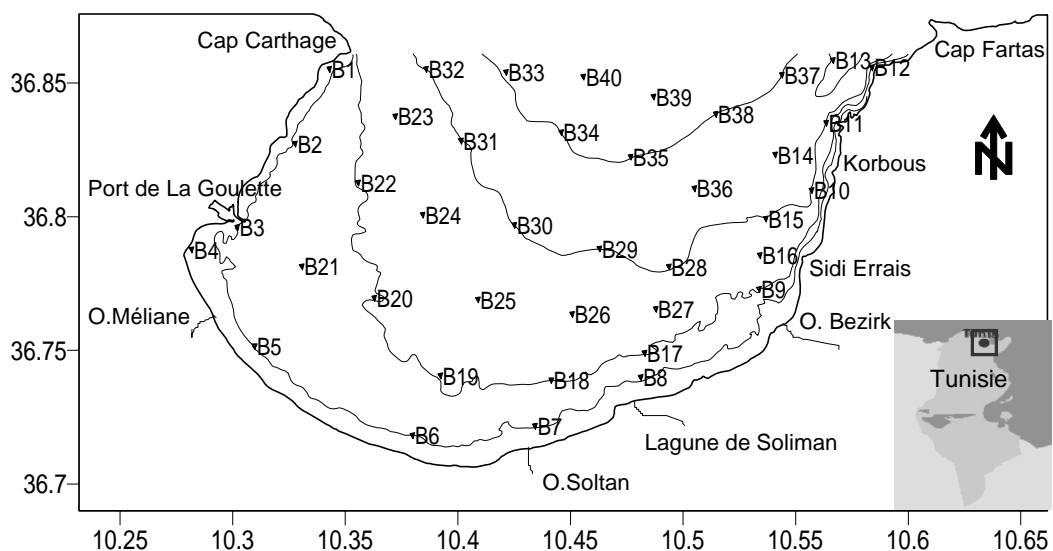 Cap Carthage
Cap Fartas
B1
B32
B33
B40
B37
B13
B12
36.85
B39
B23
B38
B11
B2
B31
B34
B35
B14
Korbous
Port de La Goulette
B22
B36
B10
36.8
B3
B24
B30
B15
B4
B29
B16
Sidi Errais
B21
B28
B9
B20
B25
B26
B27
O.Méliane
O. Bezirk
36.75
B5
B17
B19
B18
B8
Tunis
Tunisie
B6
B7
Lagune de Soliman
36.7
O.Soltan
N
10.25
10.3
10.35
10.4
10.45
10.5
10.55
10.6
10.65